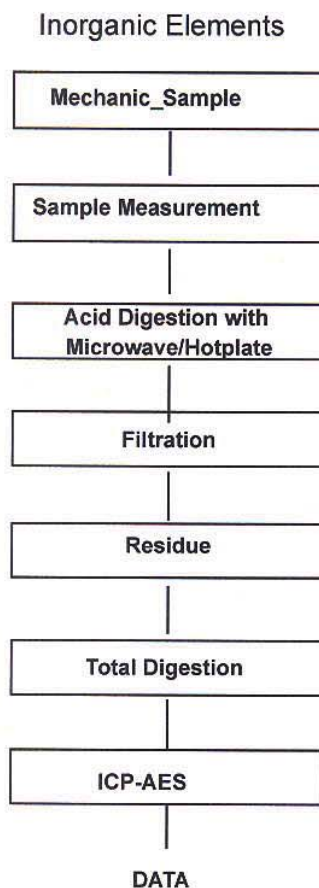 Inorganic Elements
Mechanic_Sample
Sample Measurement
Acid Digestion with
Microwave/Hotplate
Filtration
Residue
Total Digestion
ICP-AES
DATA